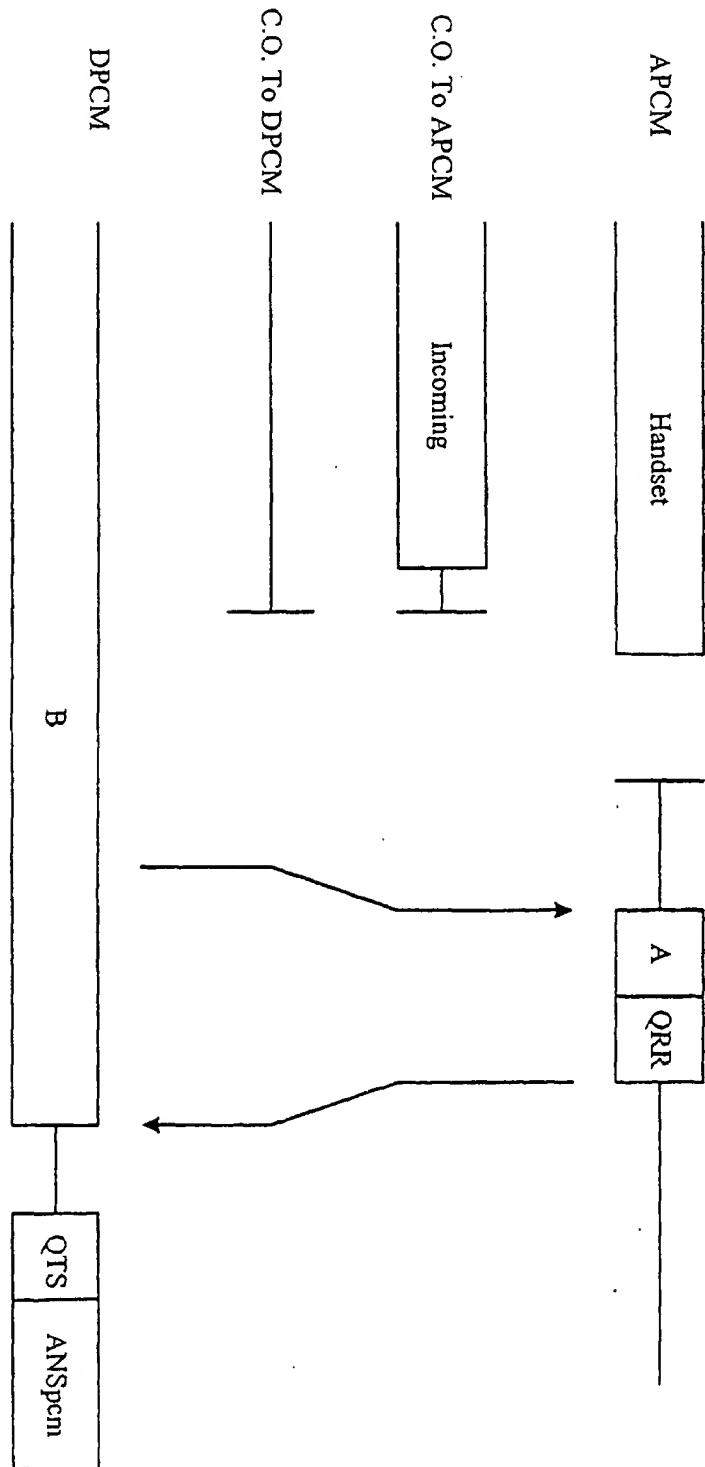 APCM
Handset
A
QRR
C.O. To APCM
Incoming
C.O. To DPCM
DPCM
B
QTS
ANSpcm